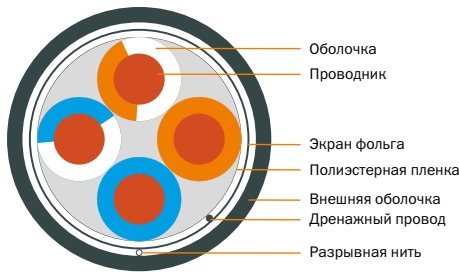 Оболочка
Проводник
Экран фольга
Полиэстерная пленка
Внешняя оболочка
Дренажный провод
Разрывная нить